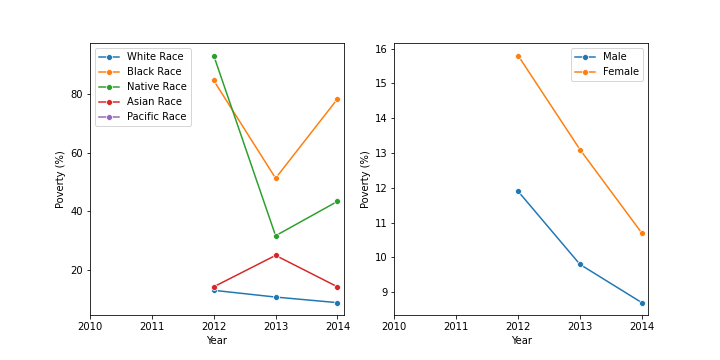 White Race
Black Race
Native Race
Asian Race
Pacific Race
80
60
40
20
Poverty (%)
2010 2011 2012 2013 2014
Year
Male
Female
16
15
14
13
12
11
10
9
Poverty (%)
2010 2011 2012 2013 2014
Year